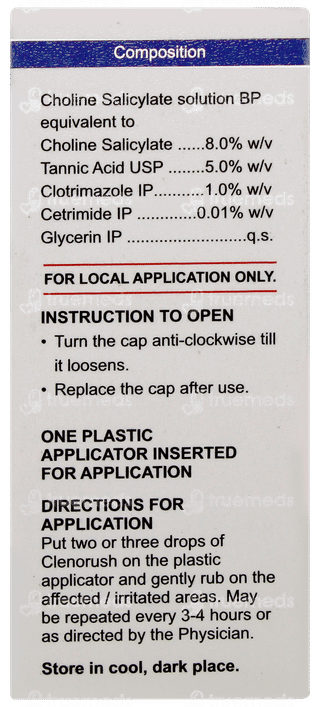 Composition
Choline Salicylate solution BP
equivalent to
Choline Salicylate ......8.0% w/v
Tannic Acid USP ........5.0% w/v
Clotrimazole IP..........1.0% w/v
Cetrimide IP .............0.01% w/v
Glycerin IP ..........................q.s.
FOR LOCAL APPLICATION ONLY.
INSTRUCTION TO OPEN
• Turn the cap anti-clockwise till
it loosens.
• Replace the cap after use.
ONE PLASTIC
APPLICATOR INSERTED
FOR APPLICATION
DIRECTIONS FOR
APPLICATION
Put two or three drops of
Clenorush on the plastic
applicator and gently rub on the
affected / irritated areas. May
be repeated every 3-4 hours or
as directed by the Physician.
Store in cool, dark place.
truemeds